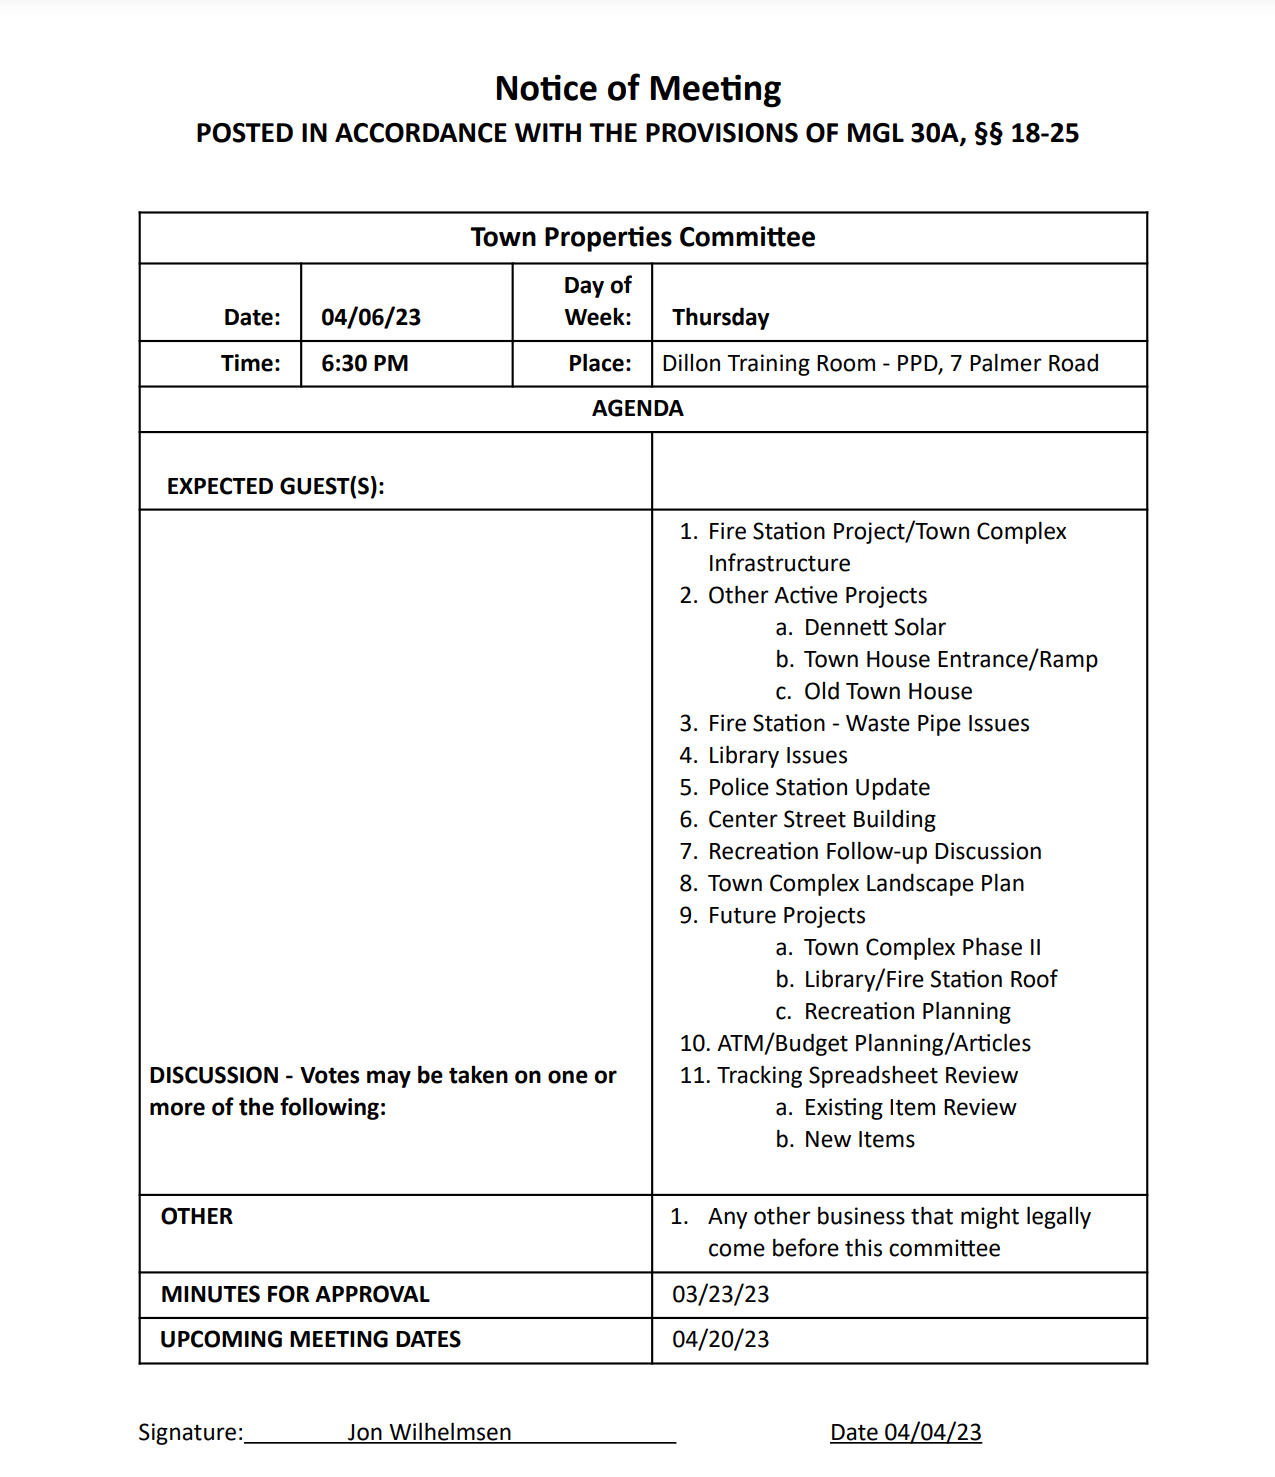 Notice of Meeting
POSTED IN ACCORDANCE WITH THE PROVISIONS OF MGL 30A, §§ 18-25
Town Properties Committee
Date: 04/06/23 Day of Week: Thursday
Time: 6:30 PM Place: Dillon Training Room - PPD, 7 Palmer Road
AGENDA
EXPECTED GUEST(S):
DISCUSSION - Votes may be taken on one or
more of the following:
1. Fire Station Project/Town Complex
Infrastructure
2. Other Active Projects
a. Dennett Solar
b. Town House Entrance/Ramp
c. Old Town House
3. Fire Station - Waste Pipe Issues
4. Library Issues
5. Police Station Update
6. Center Street Building
7. Recreation Follow-up Discussion
8. Town Complex Landscape Plan
9. Future Projects
a. Town Complex Phase II
b. Library/Fire Station Roof
c. Recreation Planning
10. ATM/Budget Planning/Articles
11. Tracking Spreadsheet Review
a. Existing Item Review
b. New Items
OTHER
1. Any other business that might legally
come before this committee
MINUTES FOR APPROVAL 03/23/23
UPCOMING MEETING DATES 04/20/23
Signature: Jon Wilhelmsen Date 04/04/23